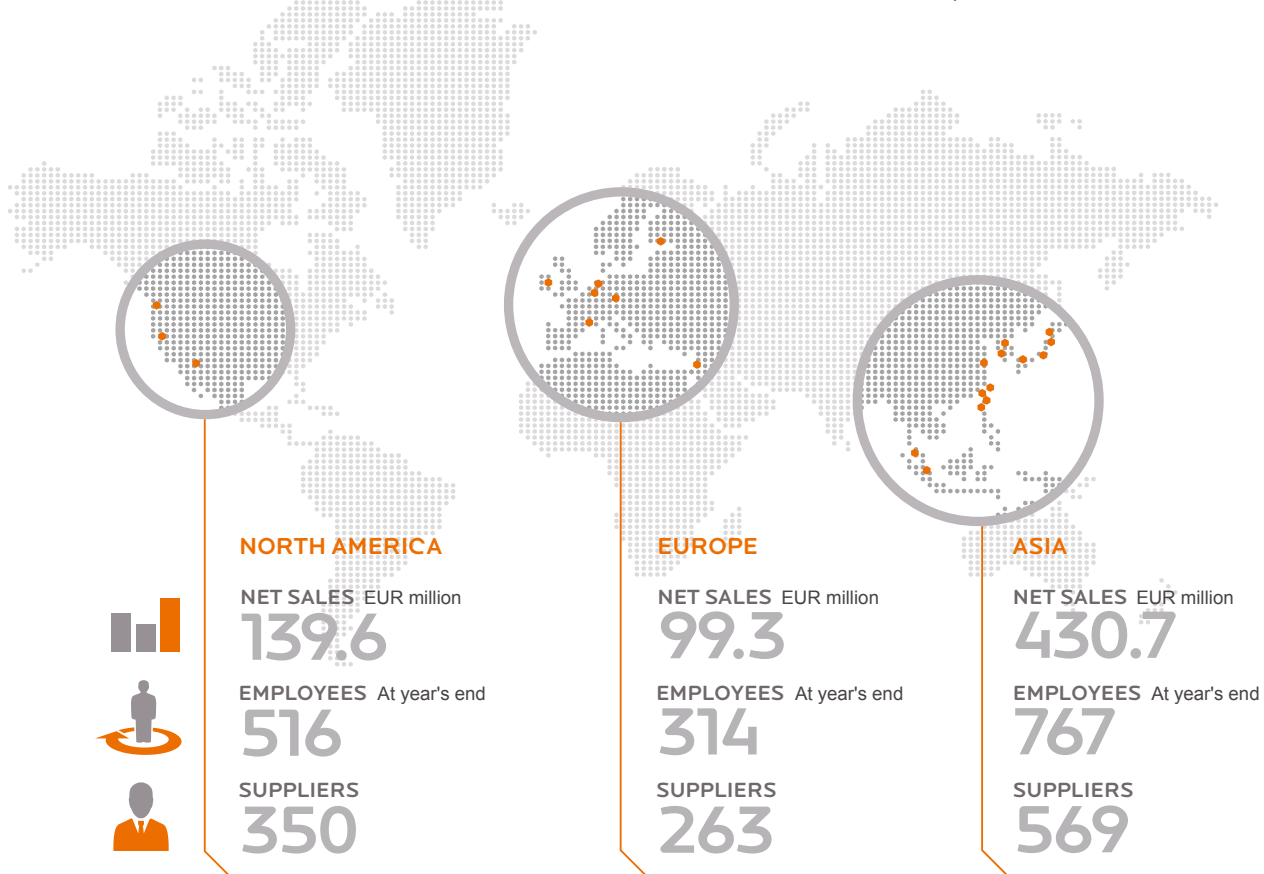 NORTH AMERICA
NET SALES EUR million
139.6
EMPLOYEES At year's end
516
SUPPLIERS
350
EUROPE
NET SALES EUR million
99.3
EMPLOYEES At year's end
314
SUPPLIERS
263
ASIA
NET SALES EUR million
430.7
EMPLOYEES At year's end
767
SUPPLIERS
569